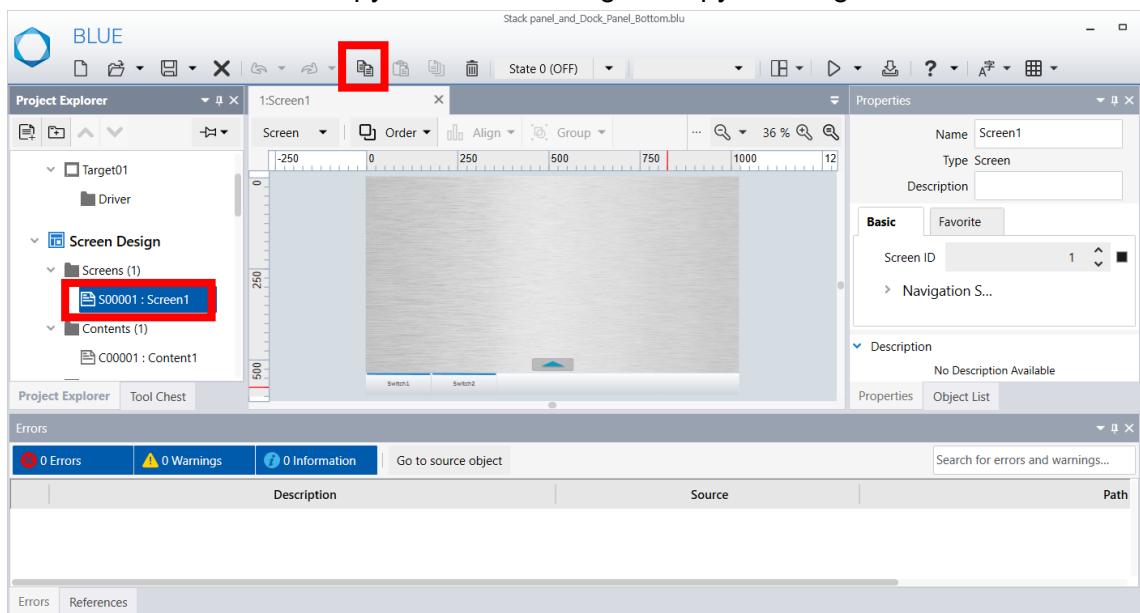 Stack panel_and_Dock_Panel_Bottom.blu
BLUE
State 0 (OFF)
?
Project Explorer
1:Screen1
Properties
Screen
Order
Align
Group
...
36 %
Name
Screen1
-250
0
250
500
750
1000
12
Target01
Type
Screen
Driver
0
Description
Screen Design
Basic
Favorite
Screens (1)
Screen ID
1
S00001 : Screen1
250
Navigation S...
Contents (1)
Description
C00001 : Content1
500
No Description Available
Switch1
Switch2
Project Explorer
Tool Chest
Properties
Object List
Errors
0 Errors
0 Warnings
0 Information
Go to source object
Search for errors and warnings...
Description
Source
Path
Errors
References